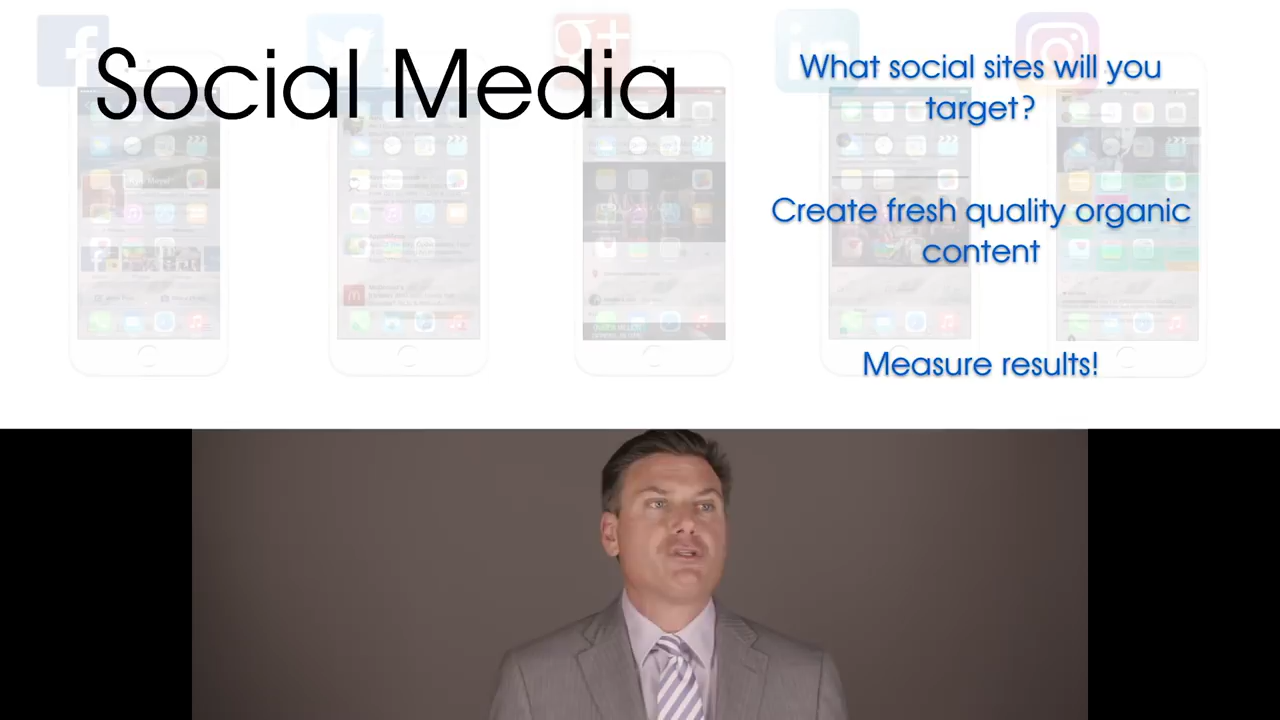 Social Media
What social sites will you
target?
Create fresh quality organic
content
Measure results!